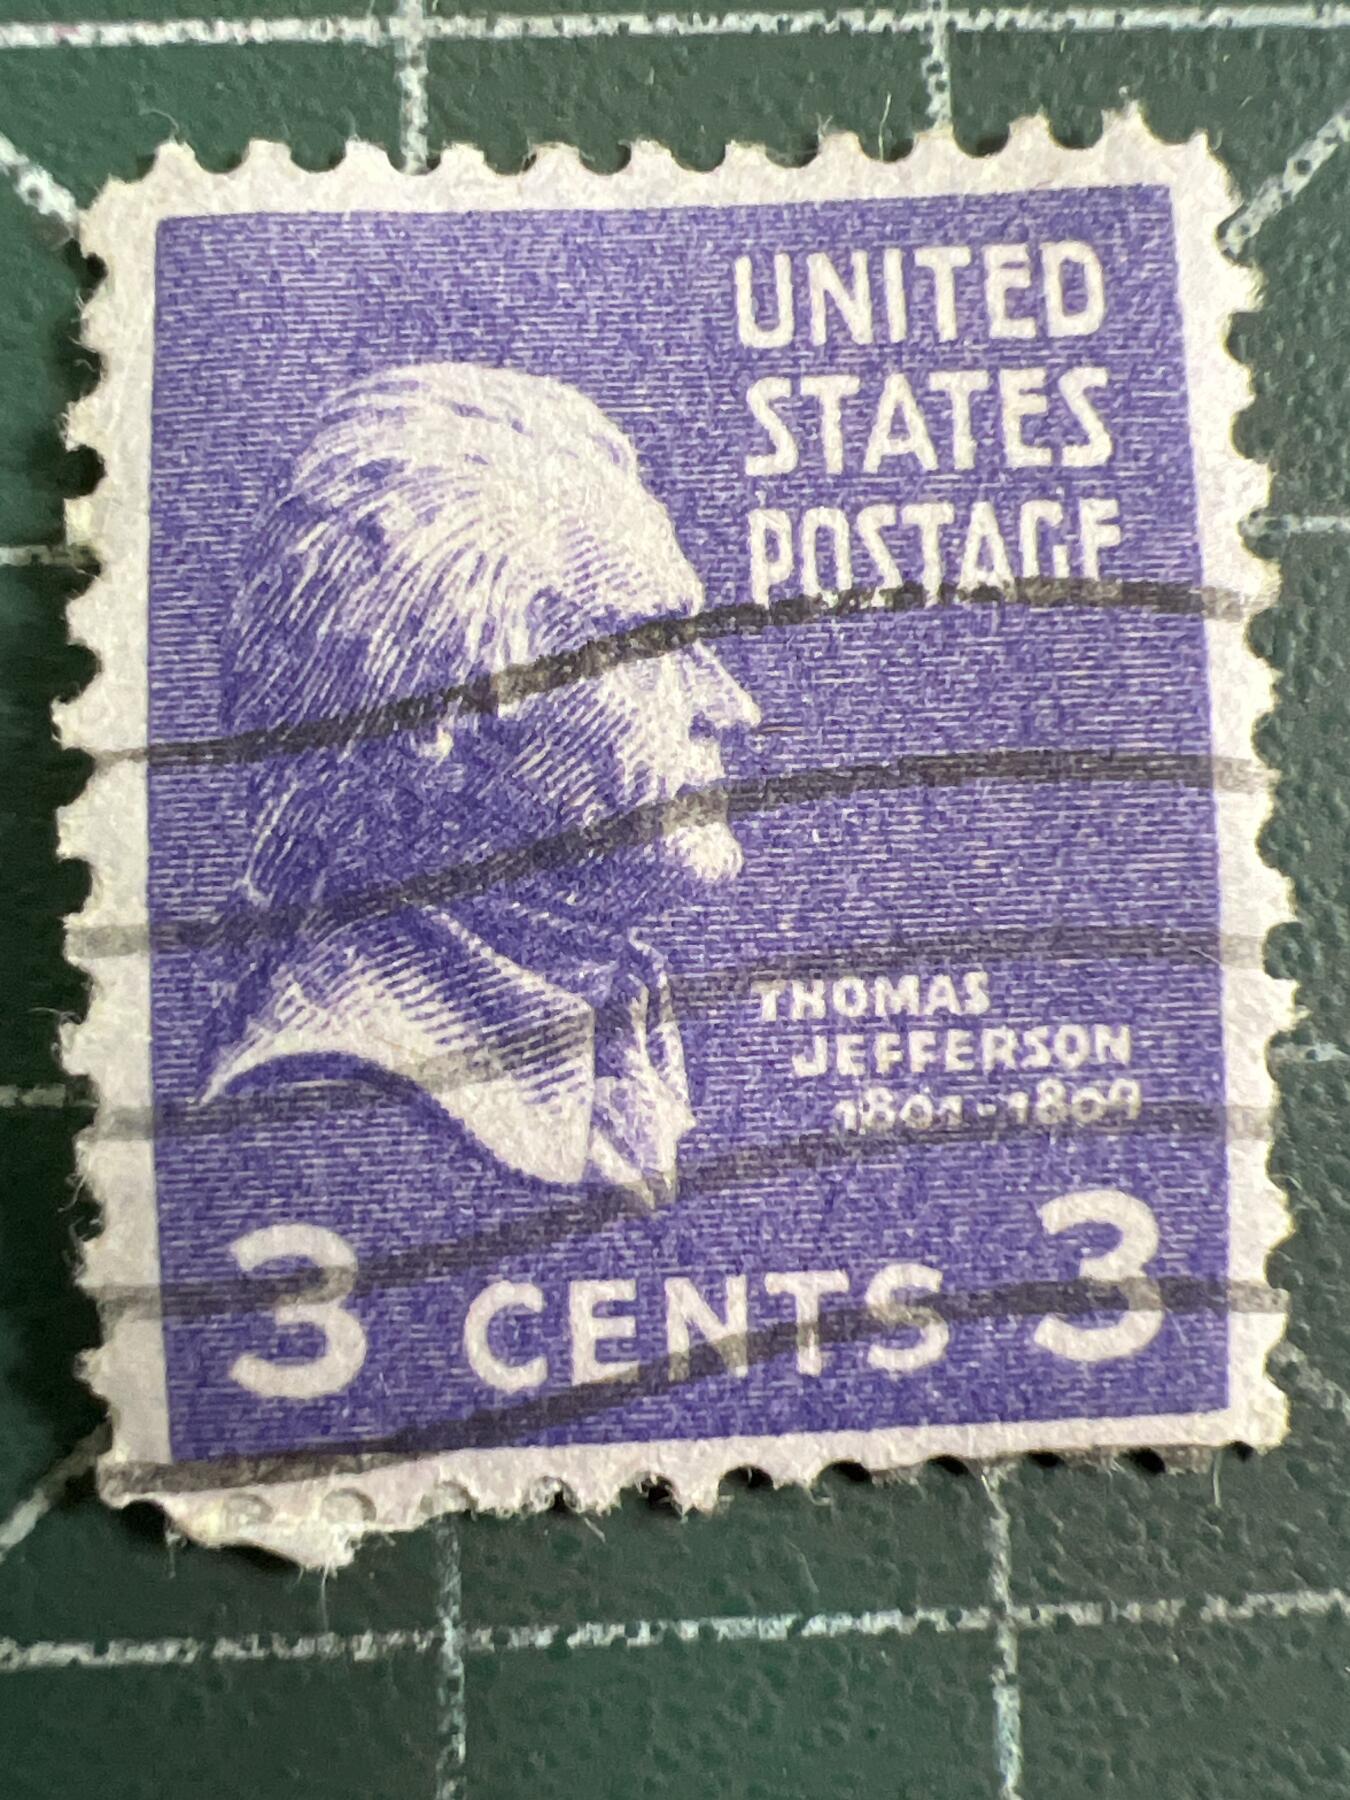 UNITED
STATES
POSTAGE
THOMAS
JEFFERSON
1801-1809
3 CENTS 3